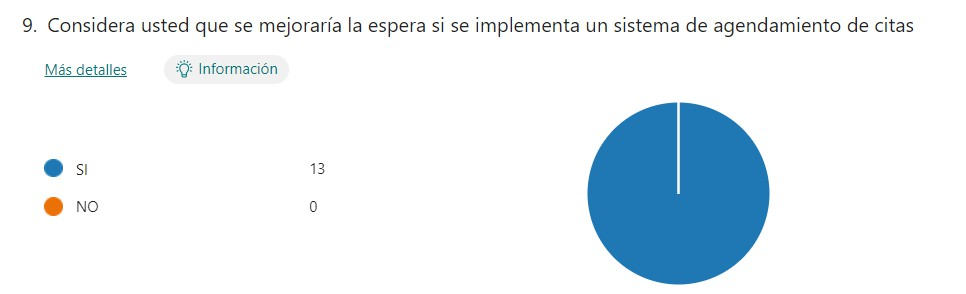 9. Considera usted que se mejoraría la espera si se implementa un sistema de agendamiento de citas
Más detalles
Información
SI 13
NO 0